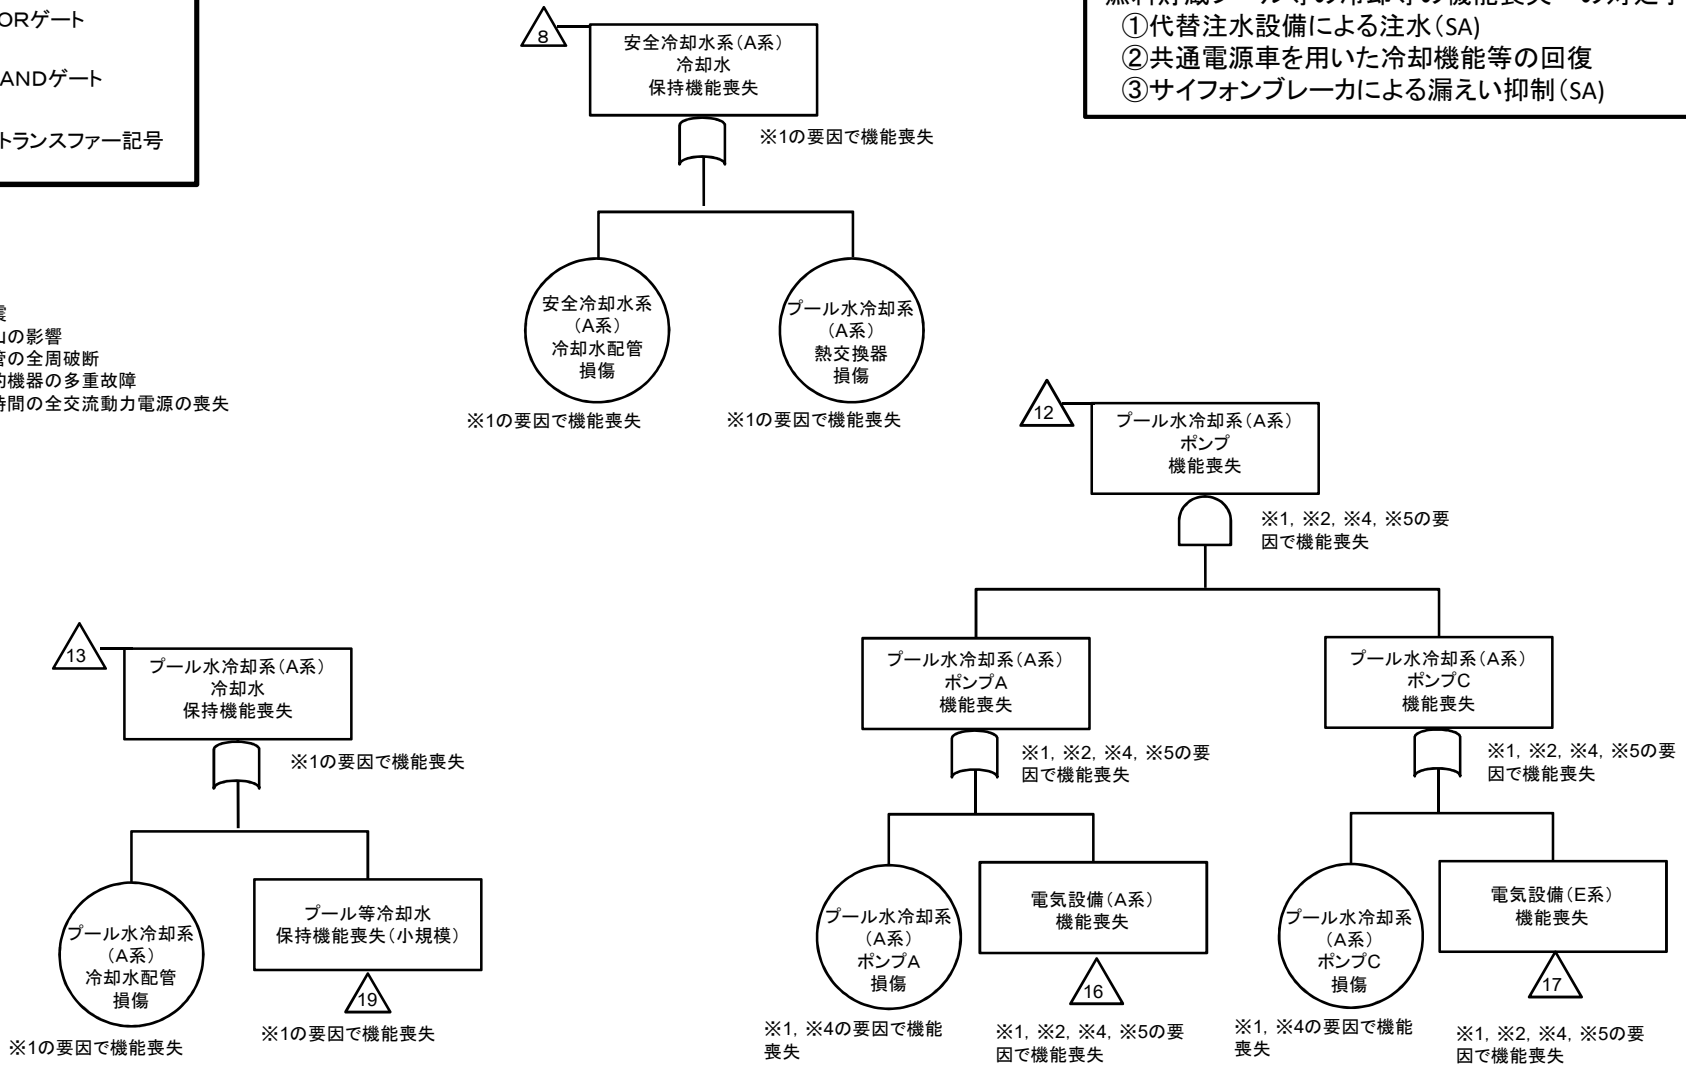 ORゲート
ANDゲート
トランスファー記号
山の影響
管の全周破断
的機器の多重故障
時間の全交流動力電源の喪失
①代替注水設備による注水(SA)
②共通電源車を用いた冷却機能等の回復
③サイフォンブレーカによる漏えい抑制(SA)
8
安全冷却水系(A系)
冷却水
保持機能喪失
※1の要因で機能喪失
安全冷却水系
(A系)
冷却水配管
損傷
※1の要因で機能喪失
プール水冷却系
(A系)
熱交換器
損傷
※1の要因で機能喪失
12
プール水冷却系(A系)
ポンプ
機能喪失
※1, ※2, ※4, ※5の要
因で機能喪失
プール水冷却系(A系)
ポンプA
機能喪失
※1, ※2, ※4, ※5の要
因で機能喪失
プール水冷却系(A系)
ポンプC
機能喪失
※1, ※2, ※4, ※5の要
因で機能喪失
プール水冷却系
(A系)
ポンプA
損傷
※1, ※4の要因で機能
喪失
電気設備(A系)
機能喪失
16
※1, ※2, ※4, ※5の要
因で機能喪失
プール水冷却系
(A系)
ポンプC
損傷
※1, ※4の要因で機能
喪失
電気設備(E系)
機能喪失
17
※1, ※2, ※4, ※5の要
因で機能喪失
13
プール水冷却系(A系)
冷却水
保持機能喪失
※1の要因で機能喪失
プール水冷却系
(A系)
冷却水配管
損傷
※1の要因で機能喪失
プール等冷却水
保持機能喪失(小規模)
19
※1の要因で機能喪失